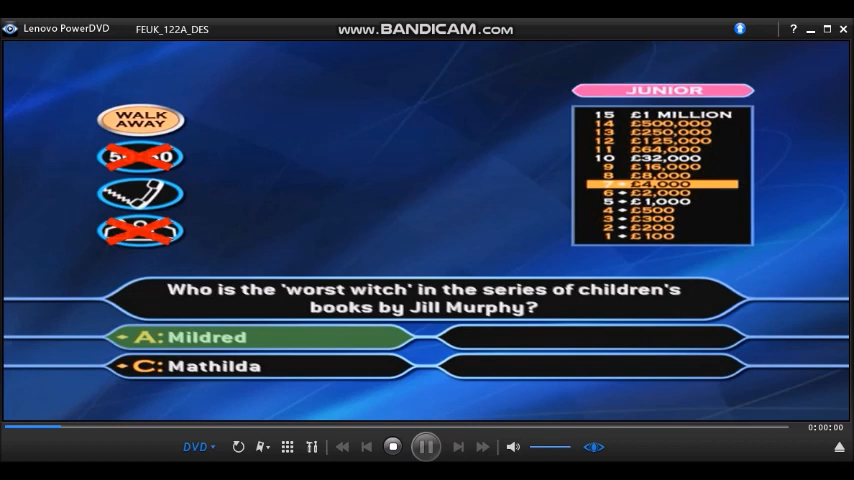 Lenovo PowerDVD
FEUK_122A_DES
www.BANDICAM.com
?
WALK
AWAY
JUNIOR
15 £1 MILLION
14 £500,000
13 £250,000
12 £125,000
11 £64,000
10 £32,000
9 £16,000
8 £8,000
7 £4,000
6 £2,000
5 £1,000
4 £500
3 £300
2 £200
1 £100
Who is the 'worst witch' in the series of children's
books by Jill Murphy?
A: Mildred
C: Mathilda
0:00:00
DVD